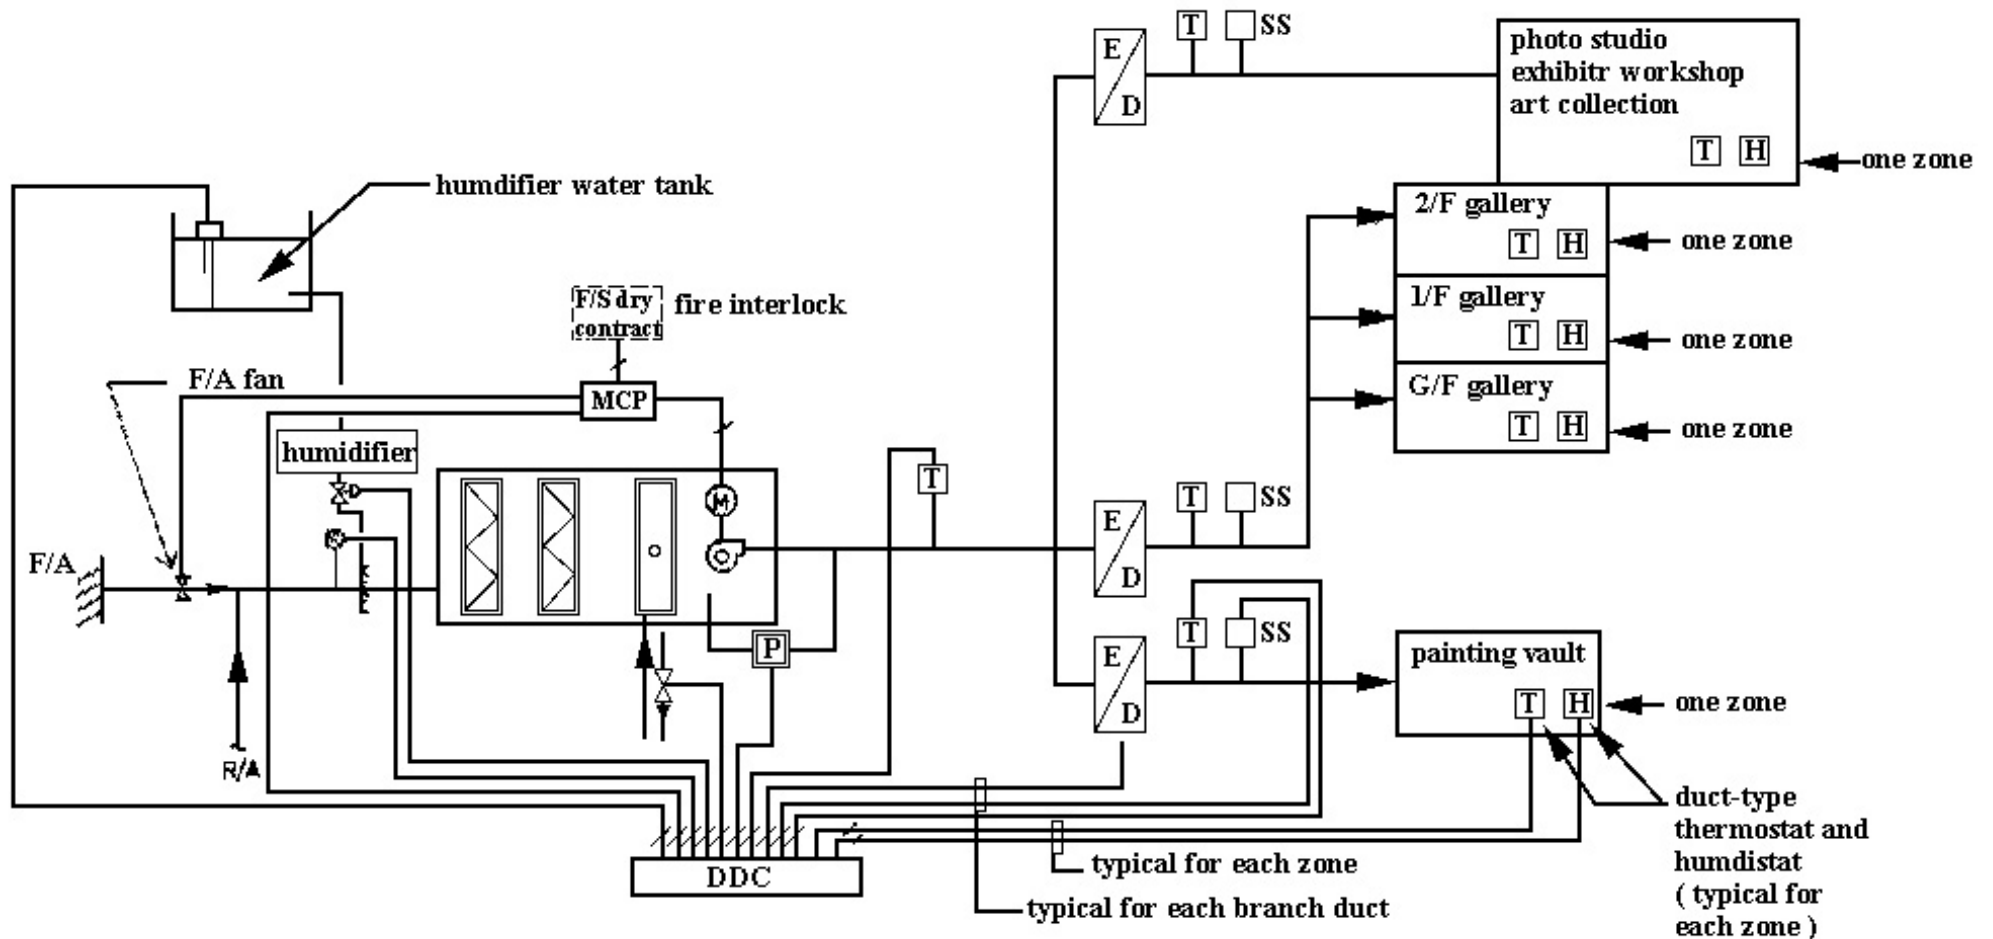 T
SS
E
D
photo studio
exhibitr workshop
art collection
T H
one zone
humdifier water tank
2/F gallery
T H
one zone
F/S dry
contract
fire interlock
1/F gallery
T H
one zone
F/A fan
MCP
G/F gallery
T H
one zone
humidifier
T
M
T
SS
E
D
F/A
T
SS
E
D
P
painting vault
T H
one zone
R/A
duct-type
thermostat and
humdistat
( typical for
each zone )
typical for each zone
DDC
typical for each branch duct